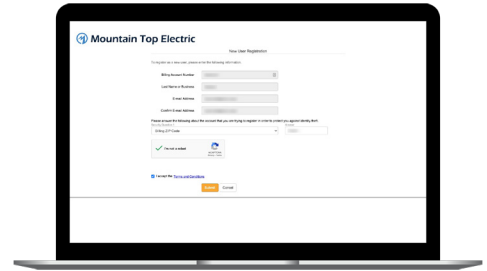 Mountain Top Electric
New User Registration
To register as a new user, please enter the following information.
Billing Account Number
Last Name or Business
E-mail Address
Confirm E-mail Address
Please answer the following about the account that you are trying to register in order to protect you against identity theft.
Billing ZIP Code
I'm not a robot
I accept the Terms and Conditions
Submit Cancel